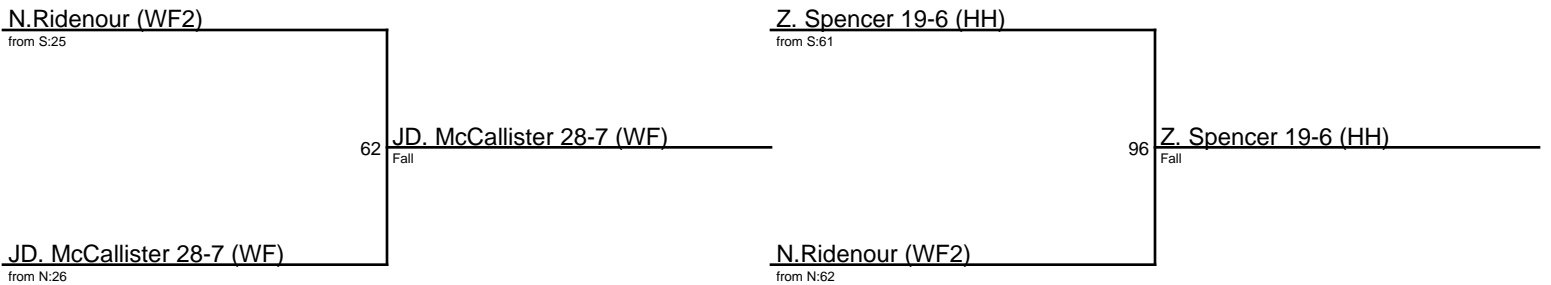 N.Ridenour (WF2)
from S:25
62
JD. McCallister 28-7 (WF)
Fall
JD. McCallister 28-7 (WF)
from N:26
Z. Spencer 19-6 (HH)
from S:61
96
Z. Spencer 19-6 (HH)
Fall
N.Ridenour (WF2)
from N:62